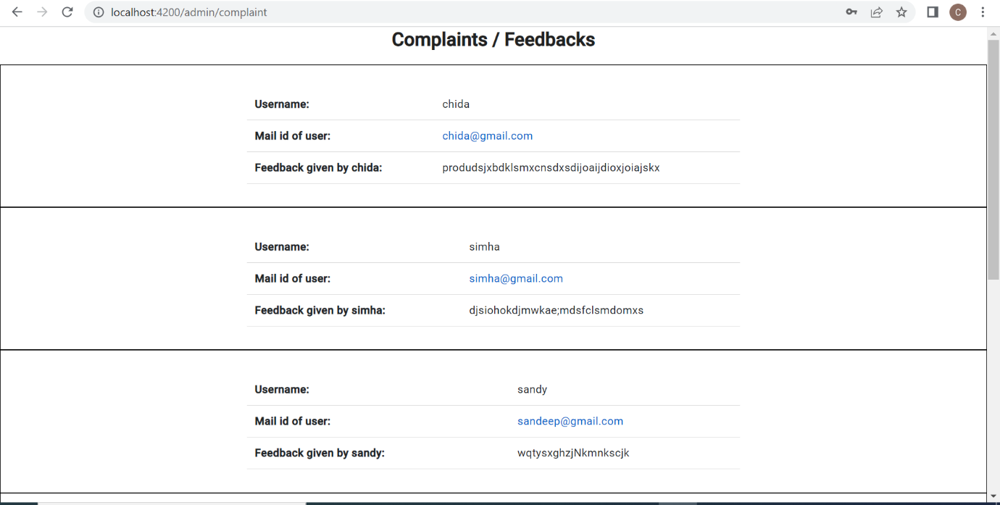 localhost:4200/admin/complaint
C
Complaints / Feedbacks
Username: chida
Mail id of user: chida@gmail.com
Feedback given by chida: produdsjxbdklsmxcnsdxsdijoaijdioxjoiajskx
Username: simha
Mail id of user: simha@gmail.com
Feedback given by simha: djsiohokdjmwkae;mdsfclsmdomxs
Username: sandy
Mail id of user: sandeep@gmail.com
Feedback given by sandy: wqtysxghzjNkmnkscjk